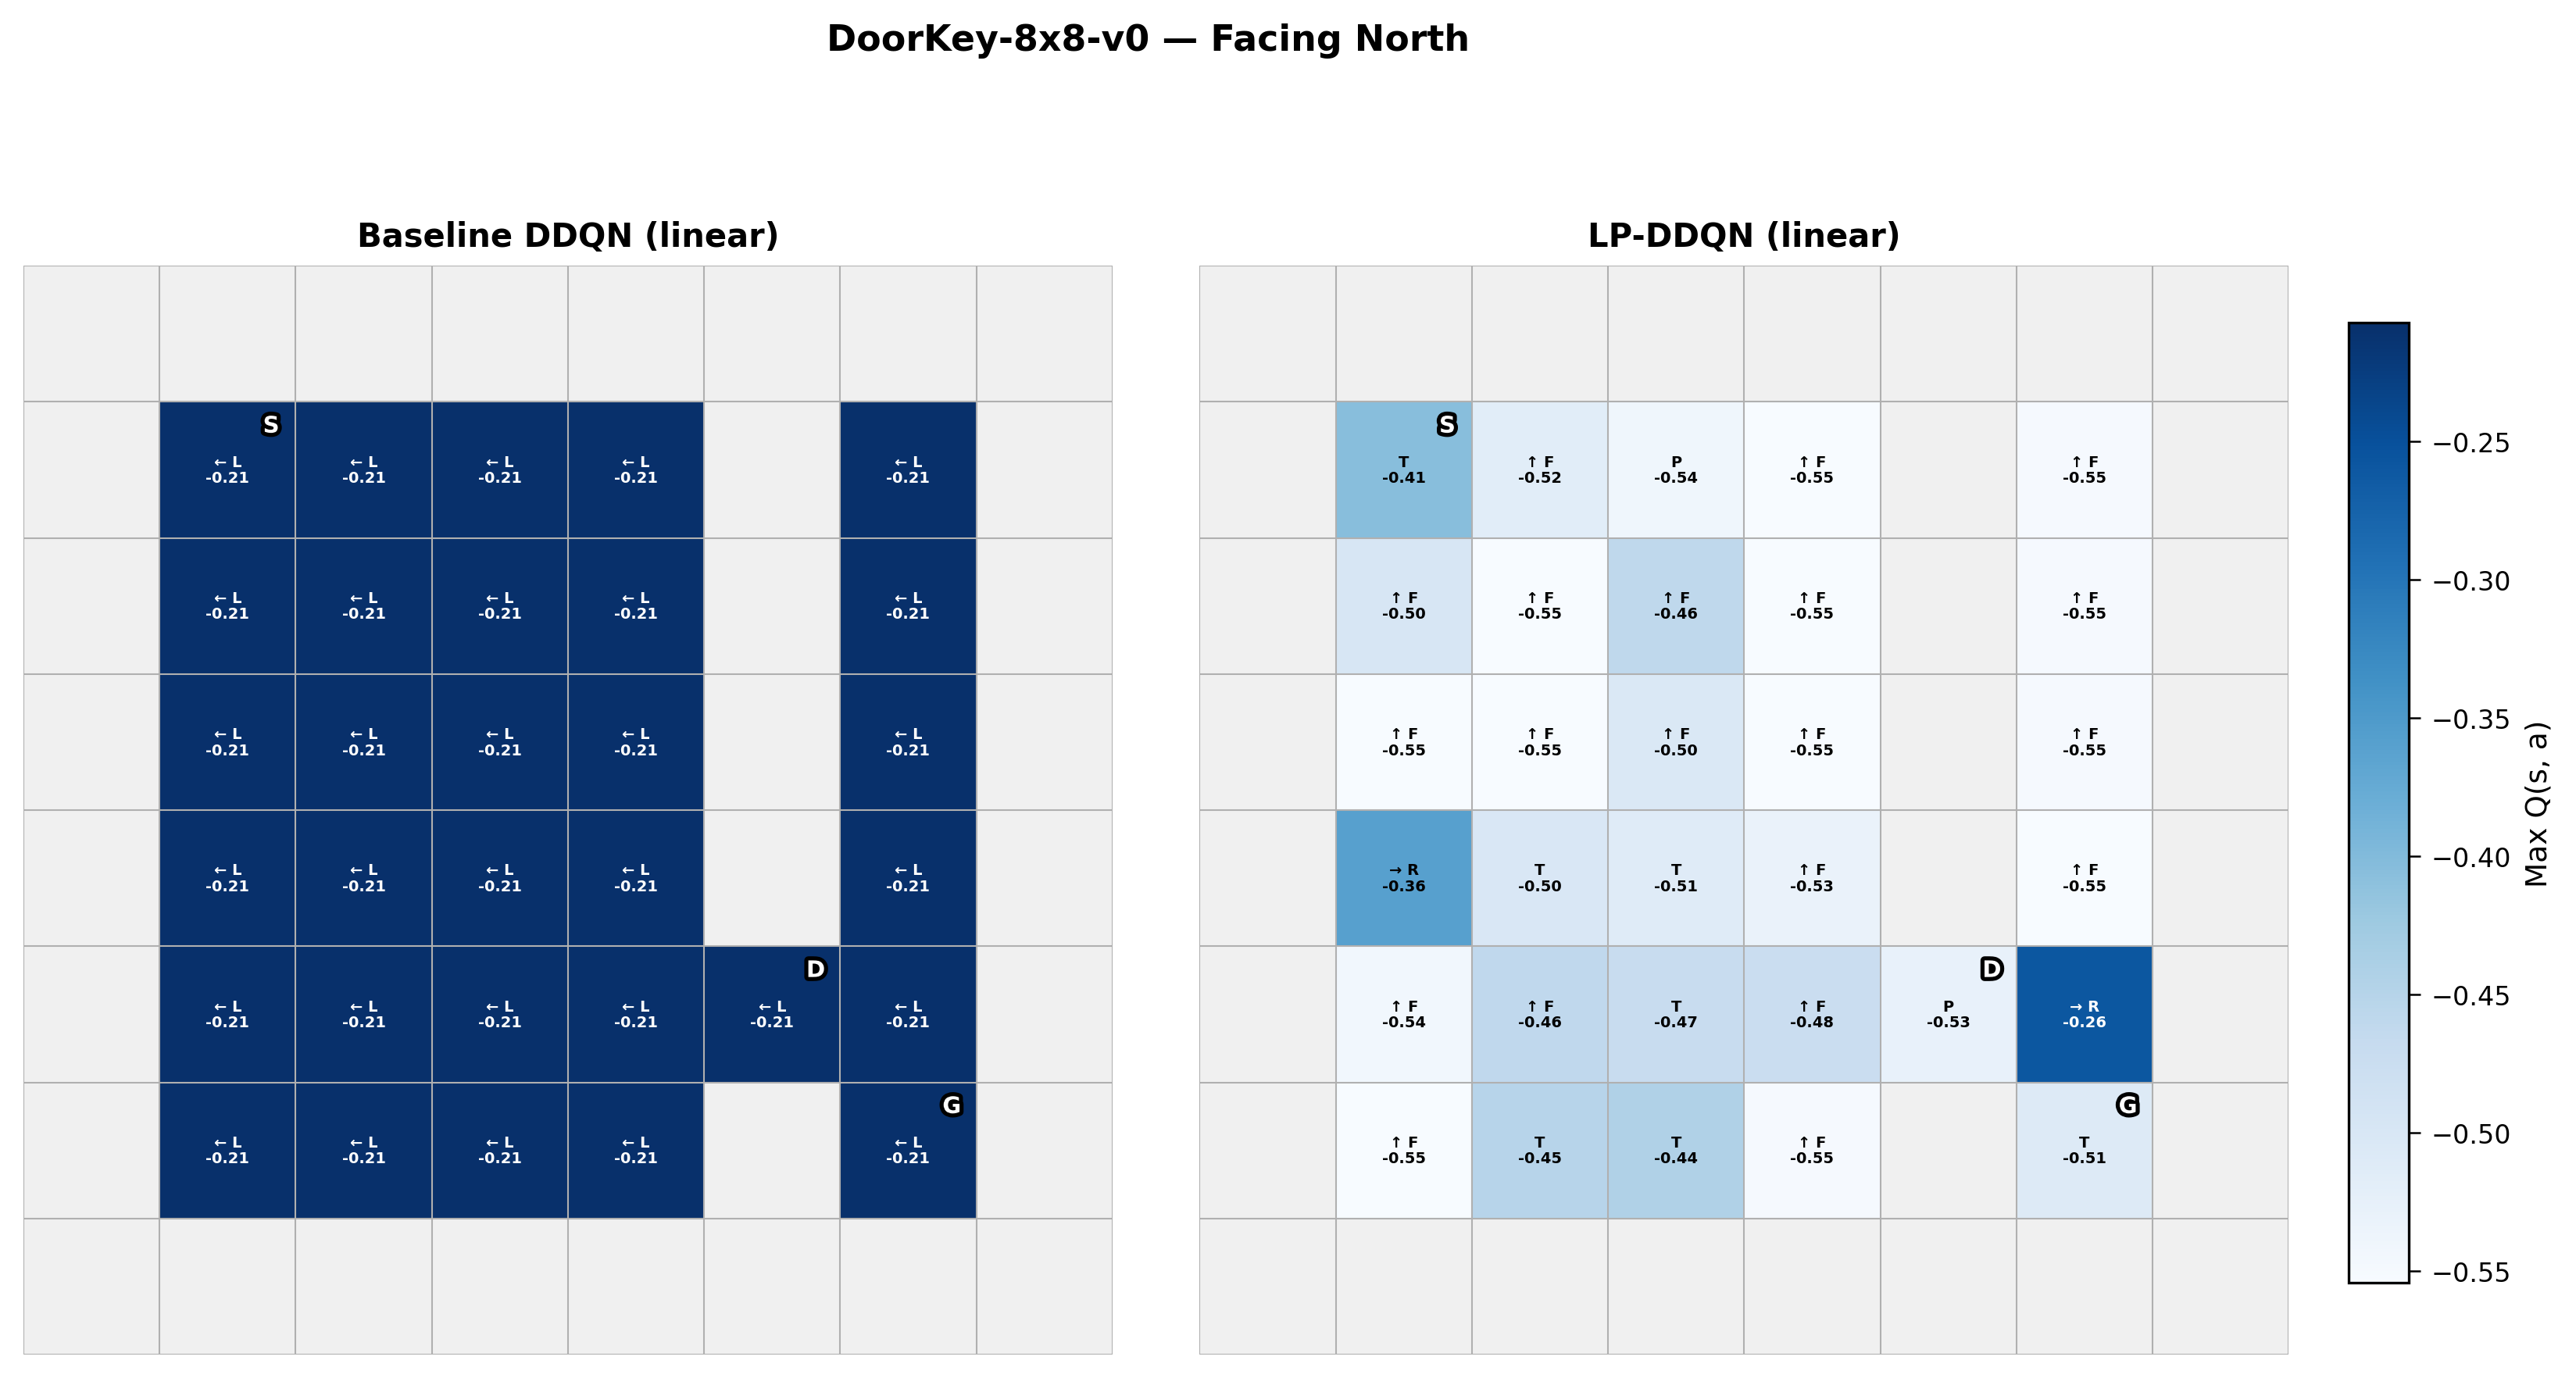 DoorKey-8x8-v0 — Facing North
Baseline DDQN (linear)
S
← L ← L ← L ← L ← L
-0.21 -0.21 -0.21 -0.21 -0.21
← L ← L ← L ← L ← L
-0.21 -0.21 -0.21 -0.21 -0.21
← L ← L ← L ← L ← L
-0.21 -0.21 -0.21 -0.21 -0.21
← L ← L ← L ← L ← L
-0.21 -0.21 -0.21 -0.21 -0.21
D
← L ← L ← L ← L ← L ← L
-0.21 -0.21 -0.21 -0.21 -0.21 -0.21
G
← L ← L ← L ← L ← L
-0.21 -0.21 -0.21 -0.21 -0.21
LP-DDQN (linear)
S
T ↑ F P ↑ F ↑ F
-0.41 -0.52 -0.54 -0.55 -0.55
↑ F ↑ F ↑ F ↑ F ↑ F
-0.50 -0.55 -0.46 -0.55 -0.55
↑ F ↑ F ↑ F ↑ F ↑ F
-0.55 -0.55 -0.50 -0.55 -0.55
→ R T T ↑ F ↑ F
-0.36 -0.50 -0.51 -0.53 -0.55
D
↑ F ↑ F T ↑ F P → R
-0.54 -0.46 -0.47 -0.48 -0.53 -0.26
G
↑ F T T ↑ F T
-0.55 -0.45 -0.44 -0.55 -0.51
−0.25
−0.30
−0.35
−0.40
−0.45
−0.50
−0.55
Max Q(s, a)